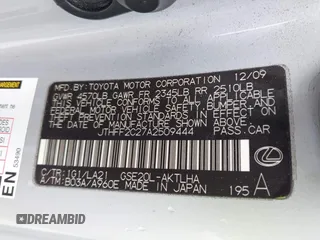 MFD. BY: TOYOTA MOTOR CORPORATION 12/09
GVWR 4570LB GAWR FR 2345LB RR 2510LB
THIS VEHICLE CONFORMS TO ALL APPLICABLE
FEDERAL MOTOR VEHICLE SAFETY, BUMPER, AND
THEFT PREVENTION STANDARDS IN EFFECT ON
THE DATE OF MANUFACTURE SHOWN ABOVE.
JTHFF2C27A2509444
C/TR: 1G1/LA21 GSE20L-AKTLHA
A/TM: B03A/A960E MADE IN JAPAN 195 A
EN
DREAMBID